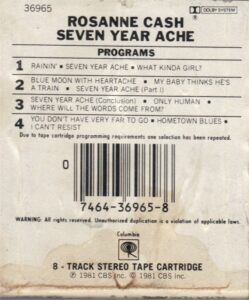 36965
DOLBY SYSTEM
ROSANNE CASH
SEVEN YEAR ACHE
PROGRAMS
1 RAININ' ▪ SEVEN YEAR ACHE ▪ WHAT KINDA GIRL?
2 BLUE MOON WITH HEARTACHE ▪ MY BABY THINKS HE'S
A TRAIN ▪ SEVEN YEAR ACHE (Part I)
3 SEVEN YEAR ACHE (Conclusion) ▪ ONLY HUMAN ▪
WHERE WILL THE WORDS COME FROM?
4 YOU DON'T HAVE VERY FAR TO GO ▪ HOMETOWN BLUES ▪
I CAN'T RESIST
Due to tape cartridge programming requirements one selection has been repeated.
0
7464-36965-8
WARNING: All rights reserved. Unauthorized duplication is a violation of applicable laws.
Columbia
8 - TRACK STEREO TAPE CARTRIDGE
Ⓟ 1981 CBS Inc. © 1981 CBS Inc.